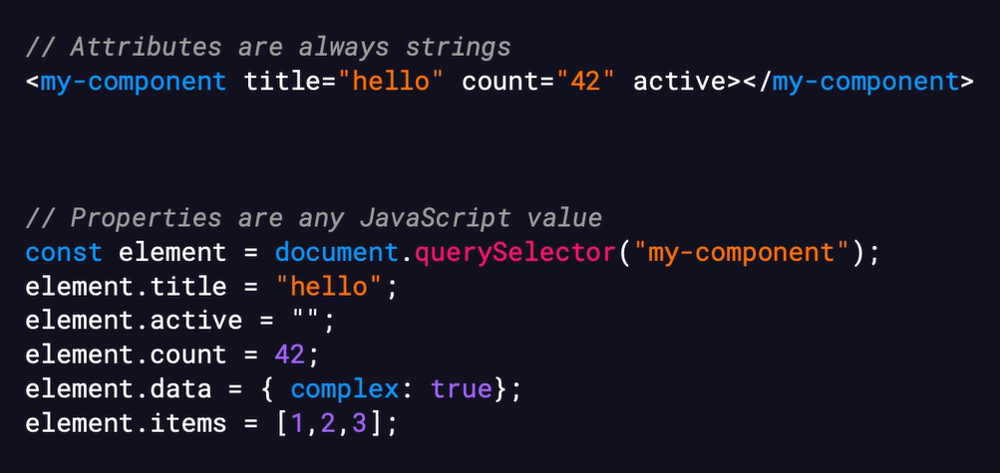 // Attributes are always strings
<my-component title="hello" count="42" active></my-component>
// Properties are any JavaScript value
const element = document.querySelector("my-component");
element.title = "hello";
element.active = "";
element.count = 42;
element.data = { complex: true};
element.items = [1,2,3];